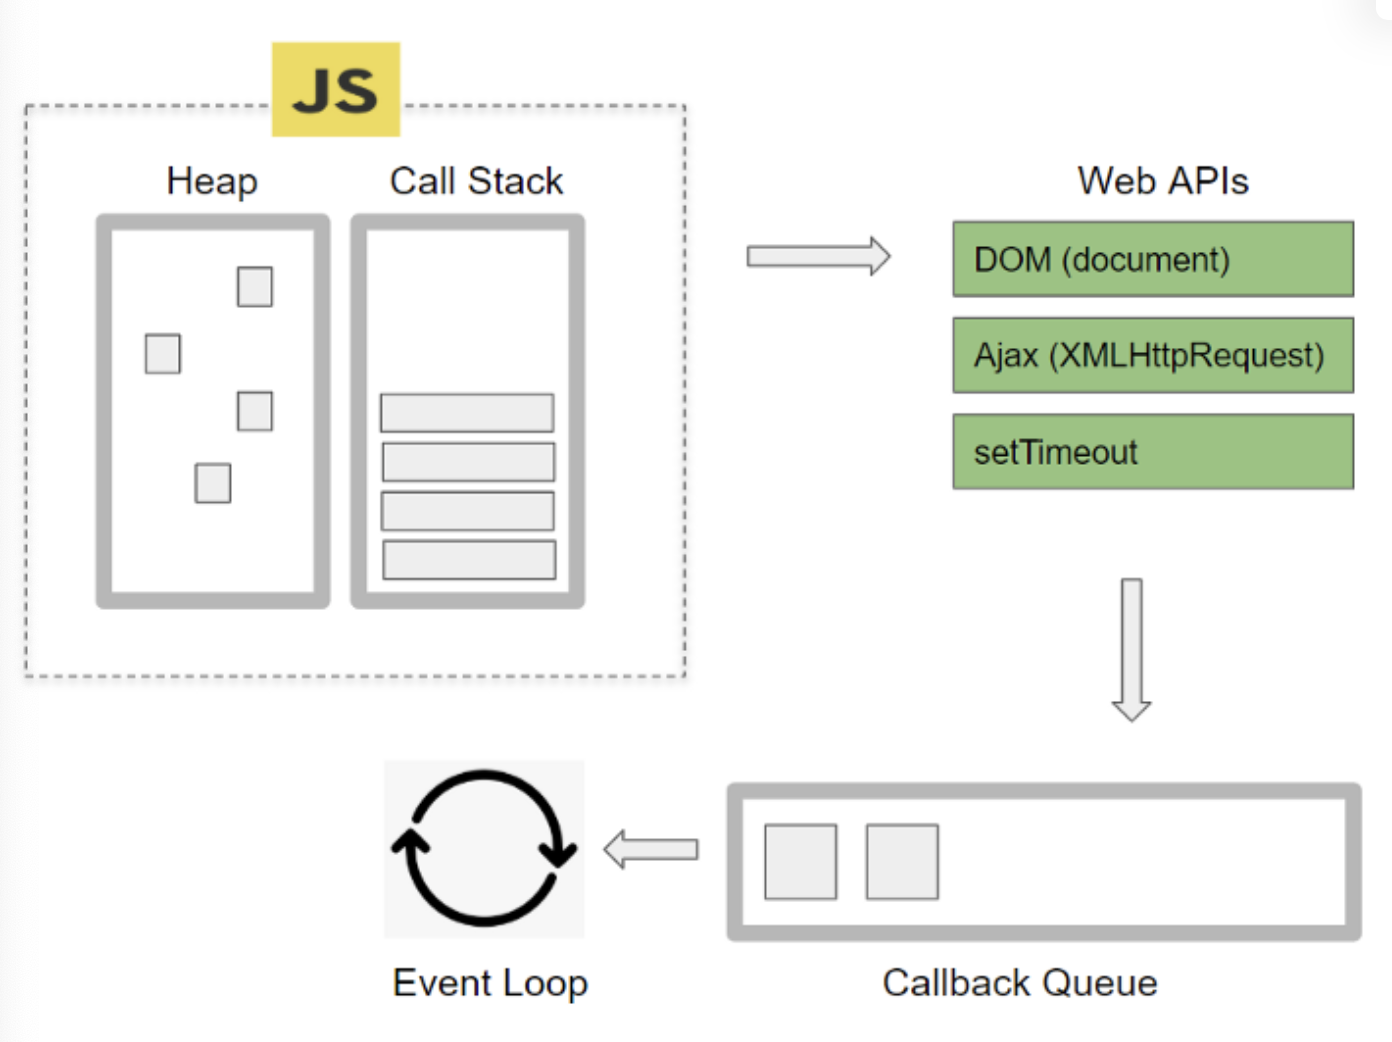 JS
Heap
Call Stack
Web APIs
DOM (document)
Ajax (XMLHttpRequest)
setTimeout
Event Loop
Callback Queue